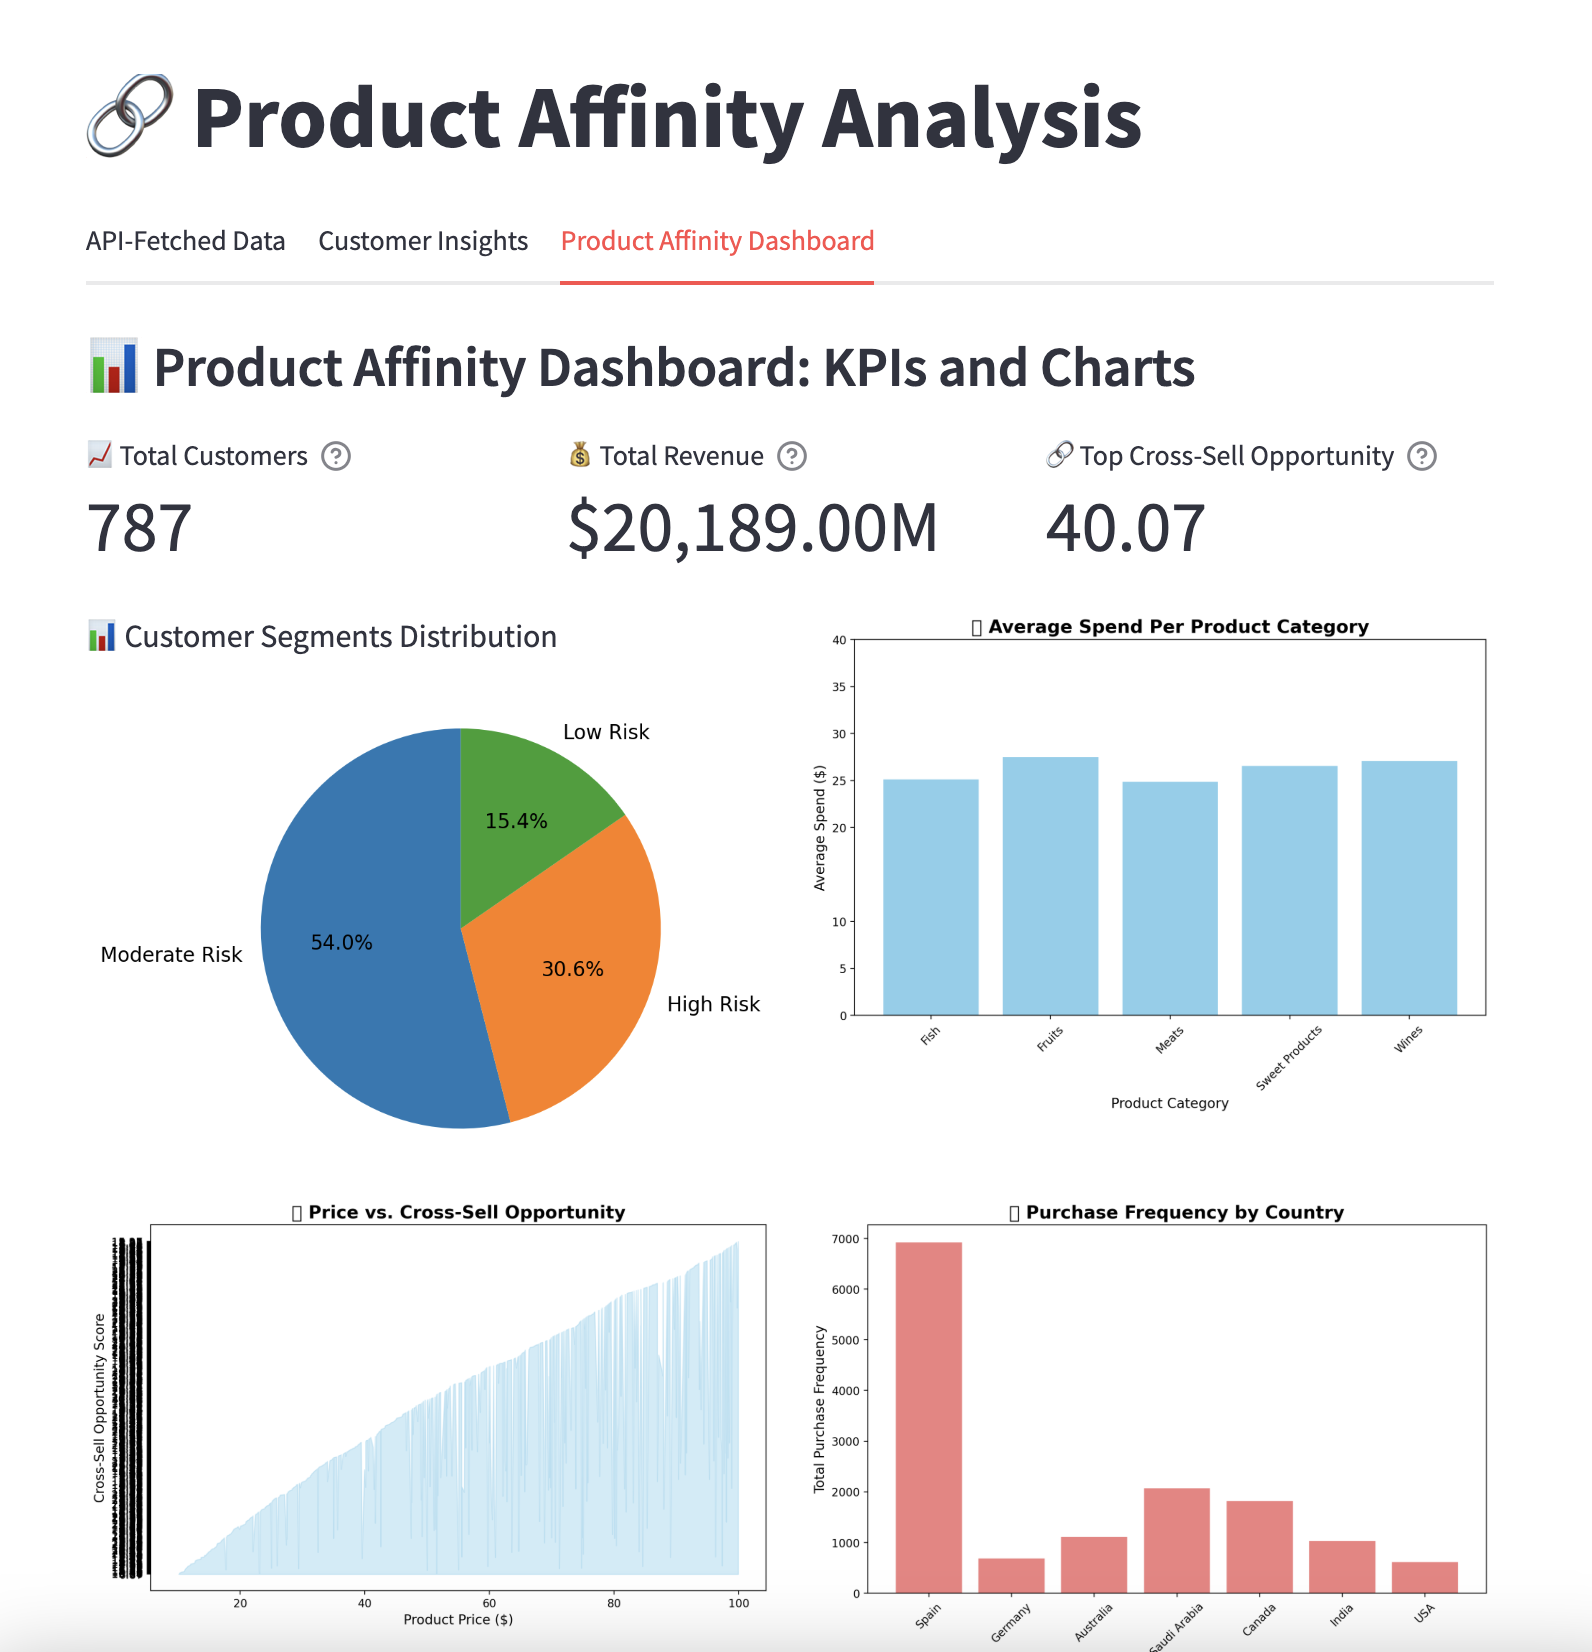 Product Affinity Analysis
API-Fetched Data Customer Insights Product Affinity Dashboard
Product Affinity Dashboard: KPIs and Charts
Total Customers
787
Total Revenue
$20,189.00M
Top Cross-Sell Opportunity
40.07
Customer Segments Distribution
Low Risk
15.4%
Moderate Risk
54.0%
30.6%
High Risk
Average Spend Per Product Category
Average Spend ($)
40
35
30
25
20
10
5
0
Fish
Fruits
Meats
Sweet Products
Wines
Product Category
Price vs. Cross-Sell Opportunity
Cross-Sell Opportunity Score
20 40 60 80 100
Product Price ($)
Purchase Frequency by Country
Total Purchase Frequency
7000
6000
5000
4000
3000
2000
1000
0
Spain
Germany
Australia
Saudi Arabia
Canada
India
USA